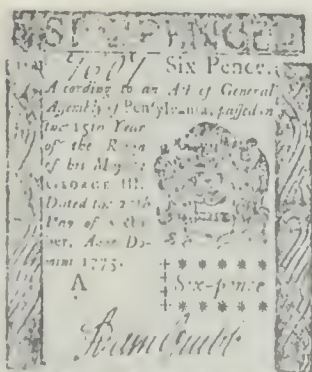 SIX PENCE
Six Pence.
According to an Act of General
Assembly of Pensylvania, passed in
the 15th Year
of the Reign
of his Majesty
GEORGE III.
Dated the
Day of
Anno Do-
mini 1775.
A
Six-pence